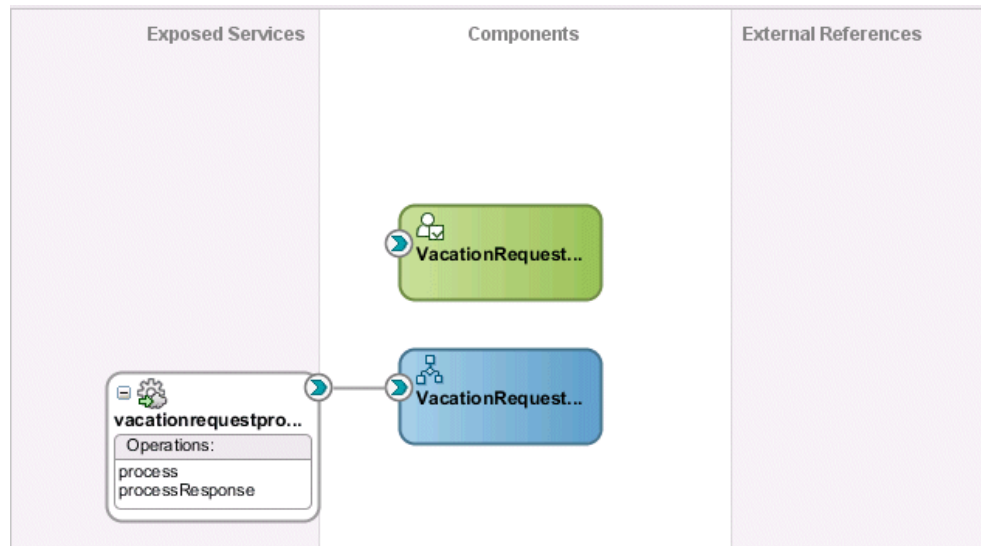 Exposed Services
Components
External References
VacationRequest...
VacationRequest...
vacationrequestpro...
Operations:
process
processResponse